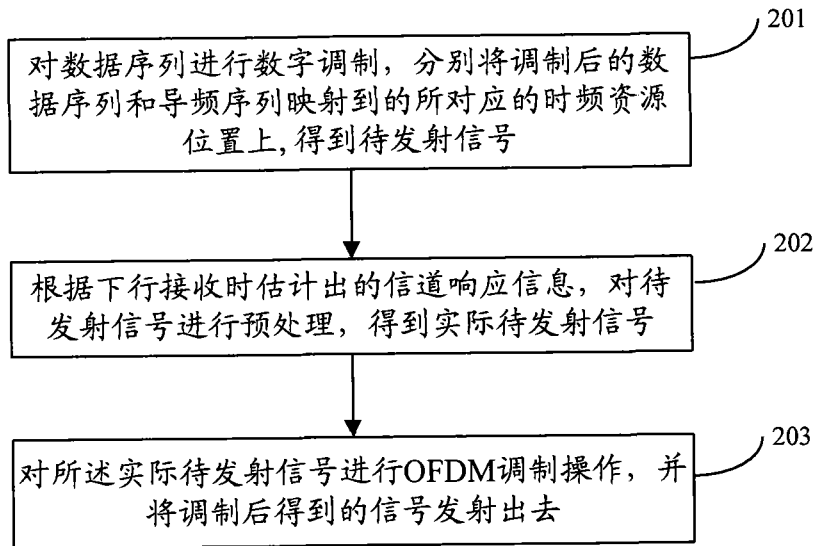 201
对数据序列进行数字调制，分别将调制后的数
据序列和导频序列映射到的所对应的时频资源
位置上,得到待发射信号
202
根据下行接收时估计出的信道响应信息，对待
发射信号进行预处理，得到实际待发射信号
203
对所述实际待发射信号进行OFDM调制操作，并
将调制后得到的信号发射出去